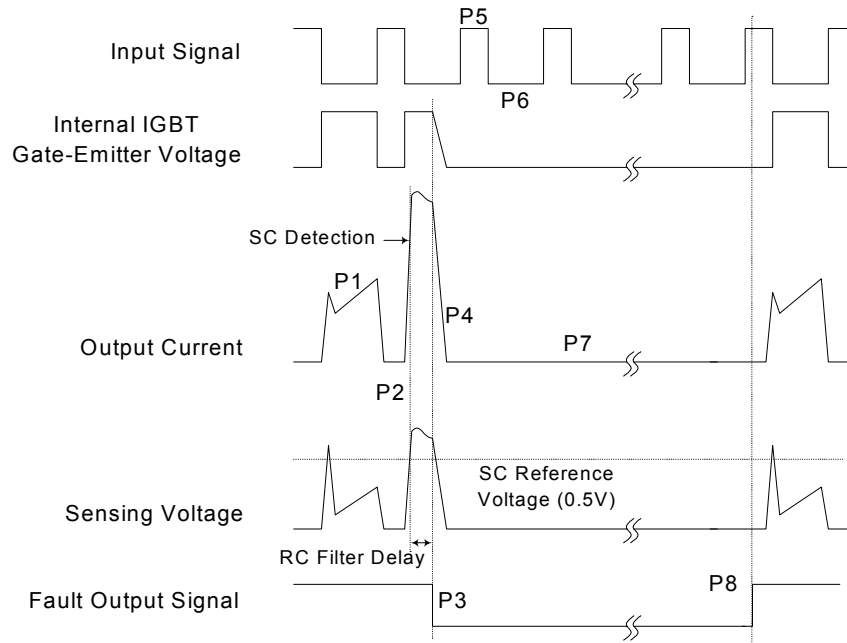 P5
Input Signal
P6
Internal IGBT
Gate-Emitter Voltage
SC Detection
P1
P4
Output Current
P7
P2
SC Reference
Voltage (0.5V)
Sensing Voltage
RC Filter Delay
P8
Fault Output Signal
P3